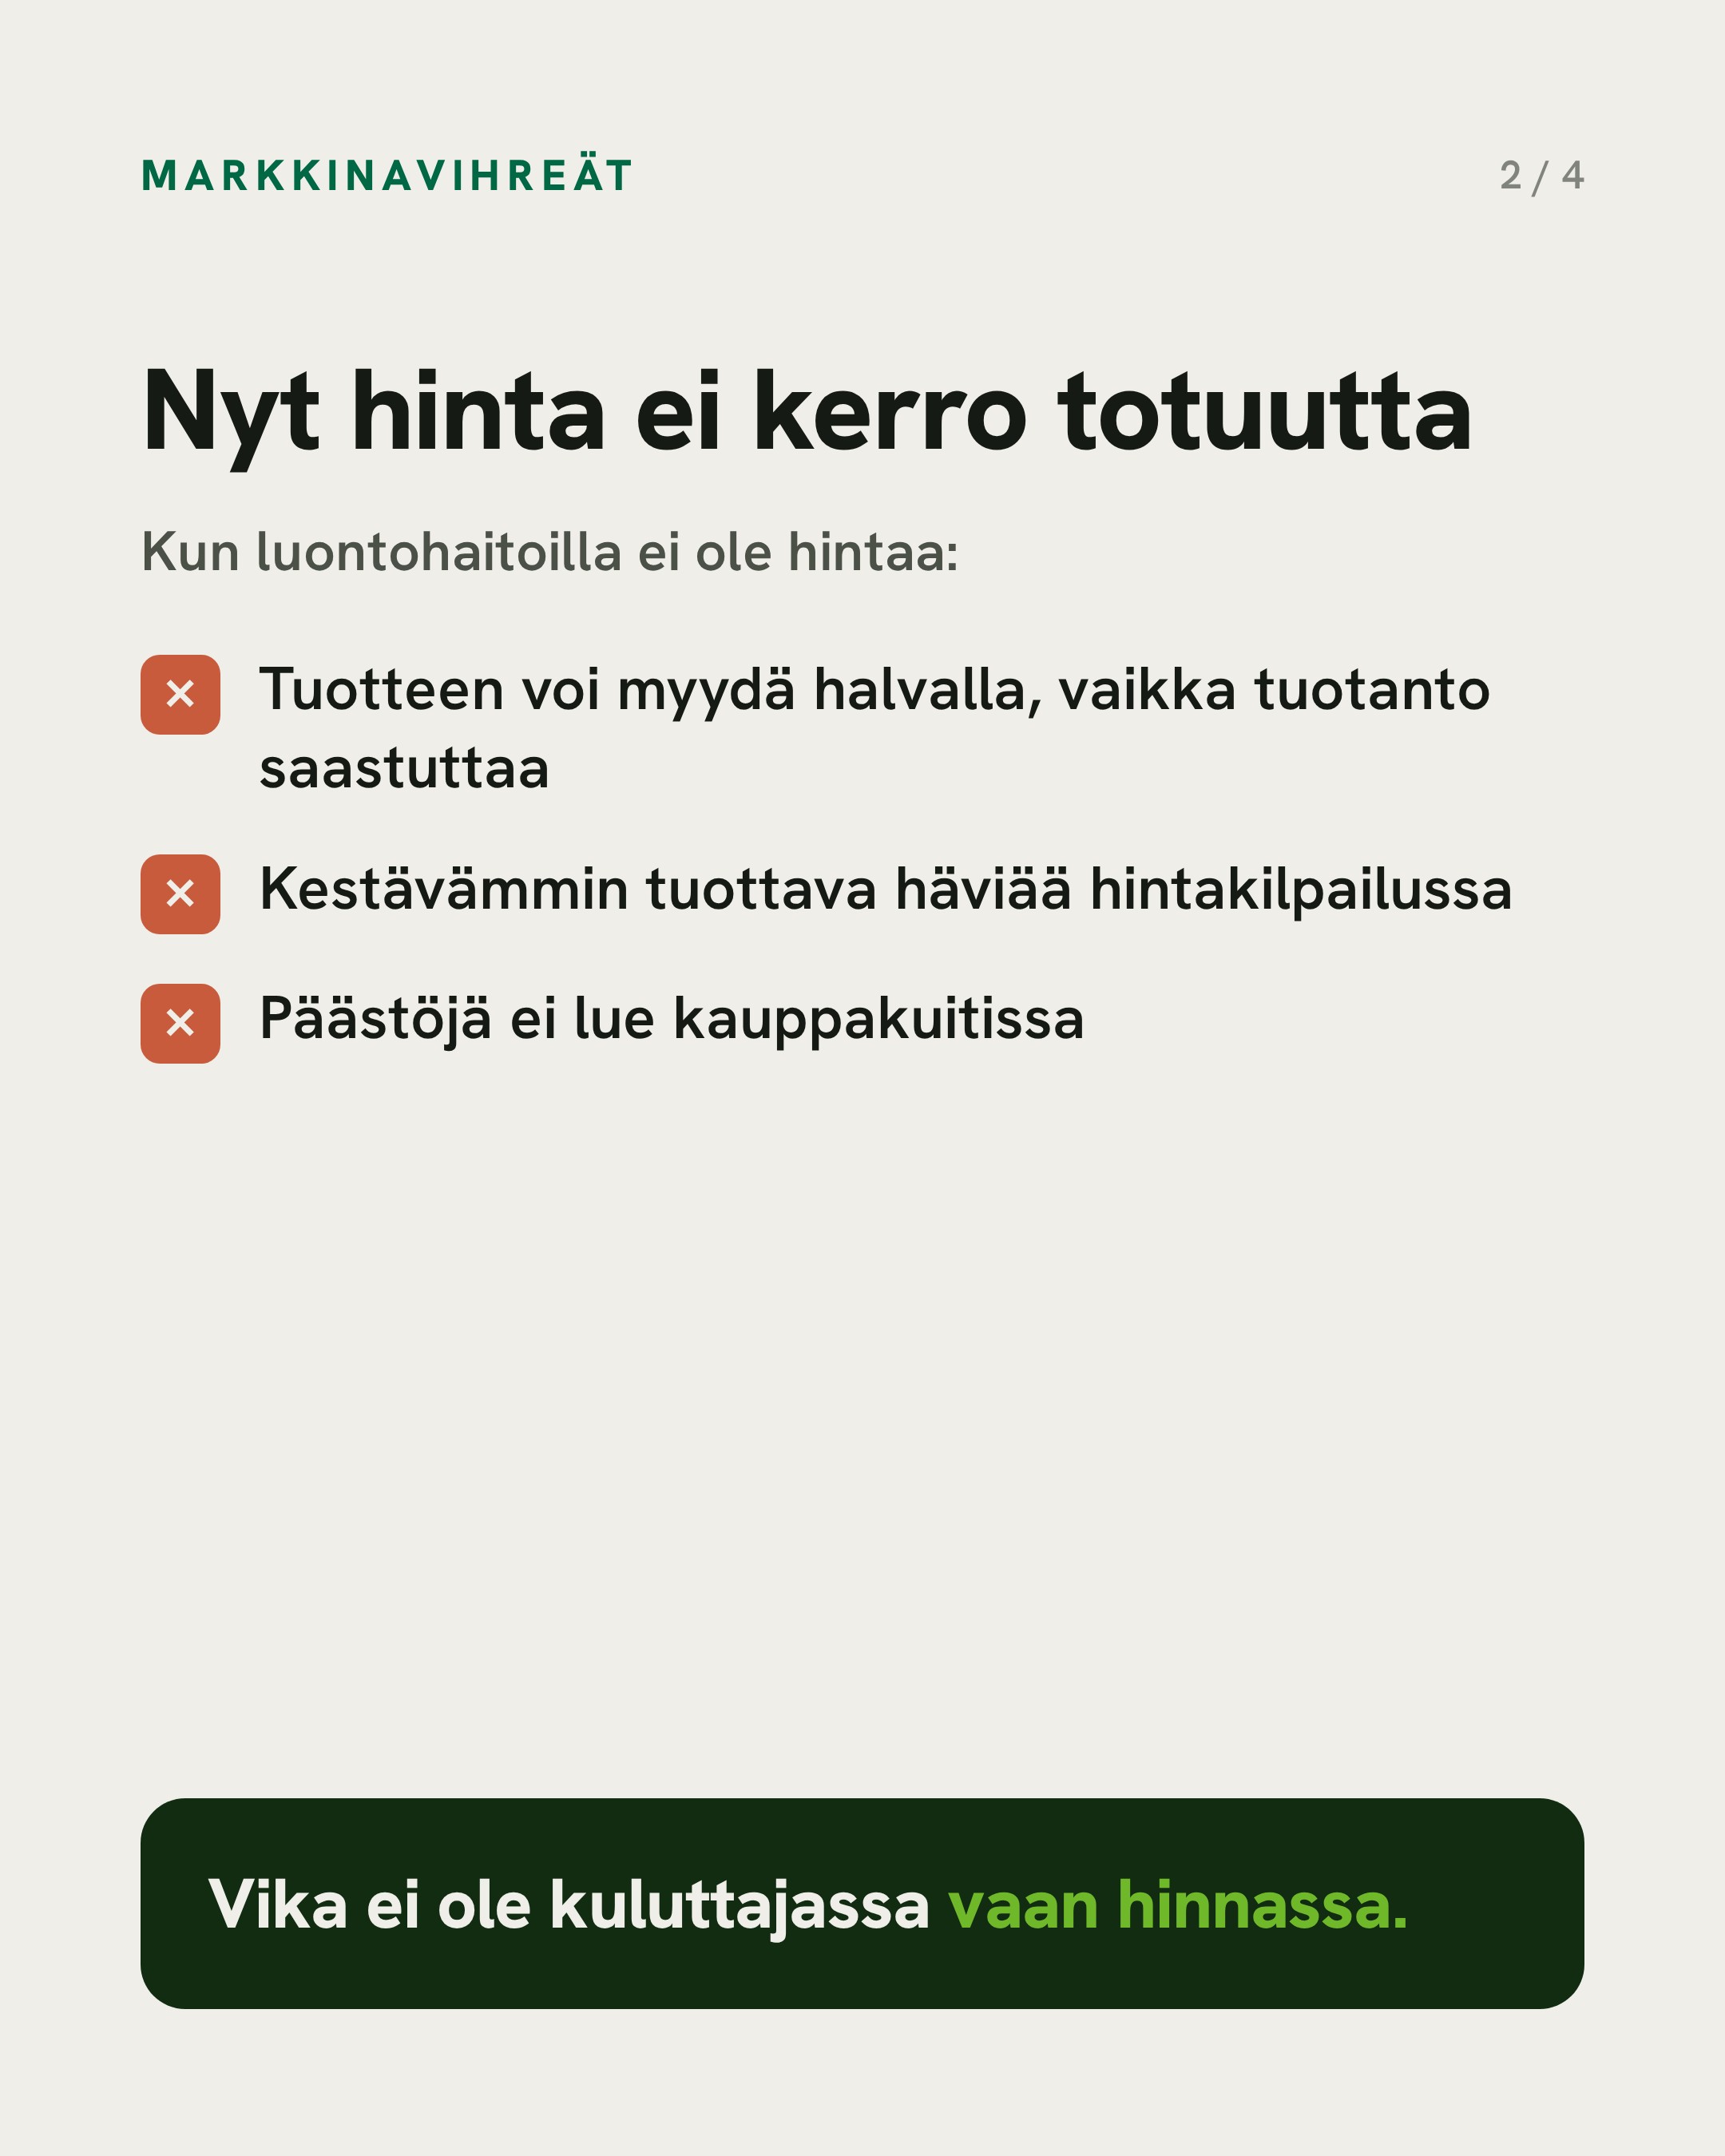 MARKKINAVIHREÄT
2 / 4
Nyt hinta ei kerro totuutta
Kun luontohaitoilla ei ole hintaa:
Tuotteen voi myydä halvalla, vaikka tuotanto
saastuttaa
Kestävämmin tuottava häviää hintakilpailussa
Päästöjä ei lue kauppakuitissa
Vika ei ole kuluttajassa vaan hinnassa.